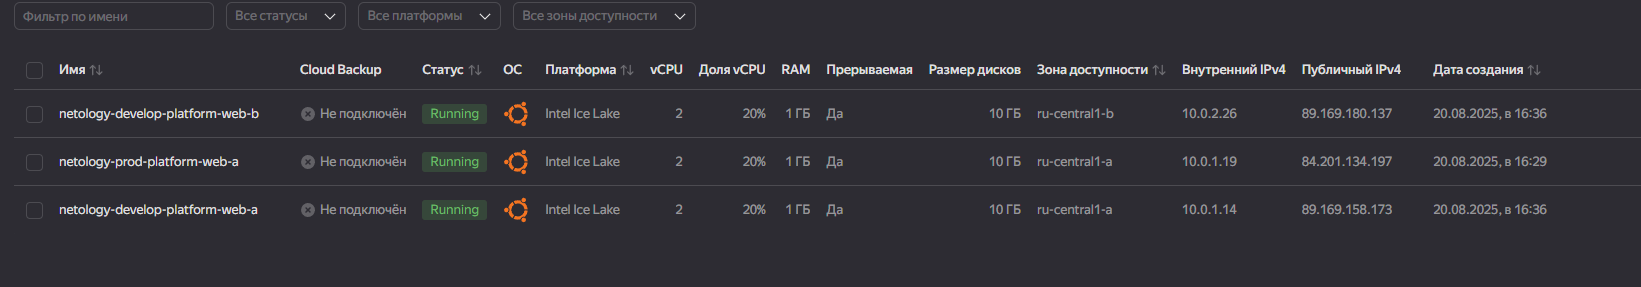 Фильтр по имени Все статусы Все платформы Все зоны доступности
Имя Cloud Backup Статус ОС Платформа vCPU Доля vCPU RAM Прерываемая Размер дисков Зона доступности Внутренний IPv4 Публичный IPv4 Дата создания
netology-develop-platform-web-b Не подключён Running Intel Ice Lake 2 20% 1 ГБ Да 10 ГБ ru-central1-b 10.0.2.26 89.169.180.137 20.08.2025, в 16:36
netology-prod-platform-web-a Не подключён Running Intel Ice Lake 2 20% 1 ГБ Да 10 ГБ ru-central1-a 10.0.1.19 84.201.134.197 20.08.2025, в 16:29
netology-develop-platform-web-a Не подключён Running Intel Ice Lake 2 20% 1 ГБ Да 10 ГБ ru-central1-a 10.0.1.14 89.169.158.173 20.08.2025, в 16:36